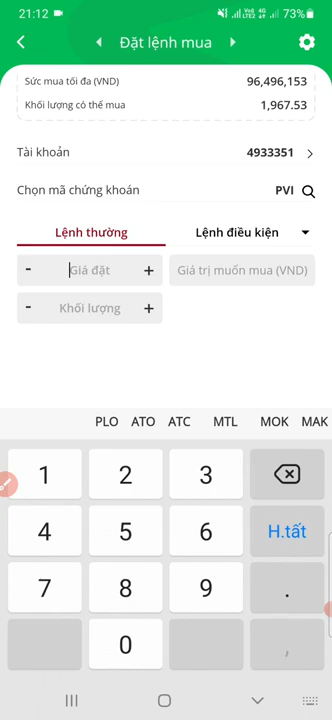 21:12 73%
Đặt lệnh mua
Sức mua tối đa (VND) 96,496,153
Khối lượng có thể mua 1,967.53
Tài khoản 4933351
Chọn mã chứng khoán PVI
Lệnh thường Lệnh điều kiện
- Giá đặt + Giá trị muốn mua (VND)
- Khối lượng +
PLO ATO ATC MTL MOK MAK
1 2 3
4 5 6 H.tất
7 8 9 .
0 ,